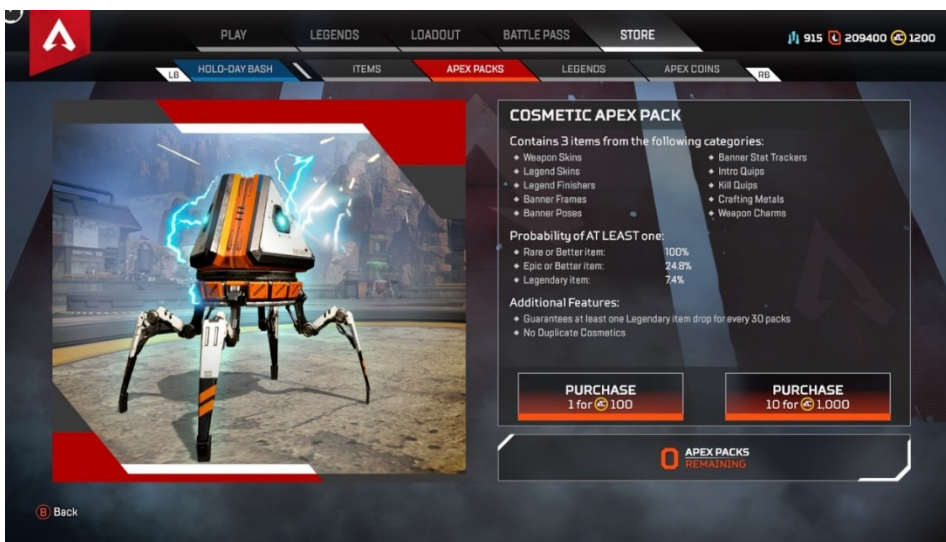 PLAY LEGENDS LOADOUT BATTLE PASS STORE 915 209400 1200
LB HOLO-DAY BASH ITEMS APEX PACKS LEGENDS APEX COINS RB
COSMETIC APEX PACK
Contains 3 items from the following categories:
Weapon Skins
Legend Skins
Legend Finishers
Banner Frames
Banner Poses
Banner Stat Trackers
Intro Quips
Kill Quips
Crafting Metals
Weapon Charms
Probability of AT LEAST one:
Rare or Better item: 100%
Epic or Better item: 24.8%
Legendary item: 7.4%
Additional Features:
Guarantees at least one Legendary item drop for every 30 packs
No Duplicate Cosmetics
PURCHASE
1 for 100
PURCHASE
10 for 1,000
0 APEX PACKS
REMAINING
B Back